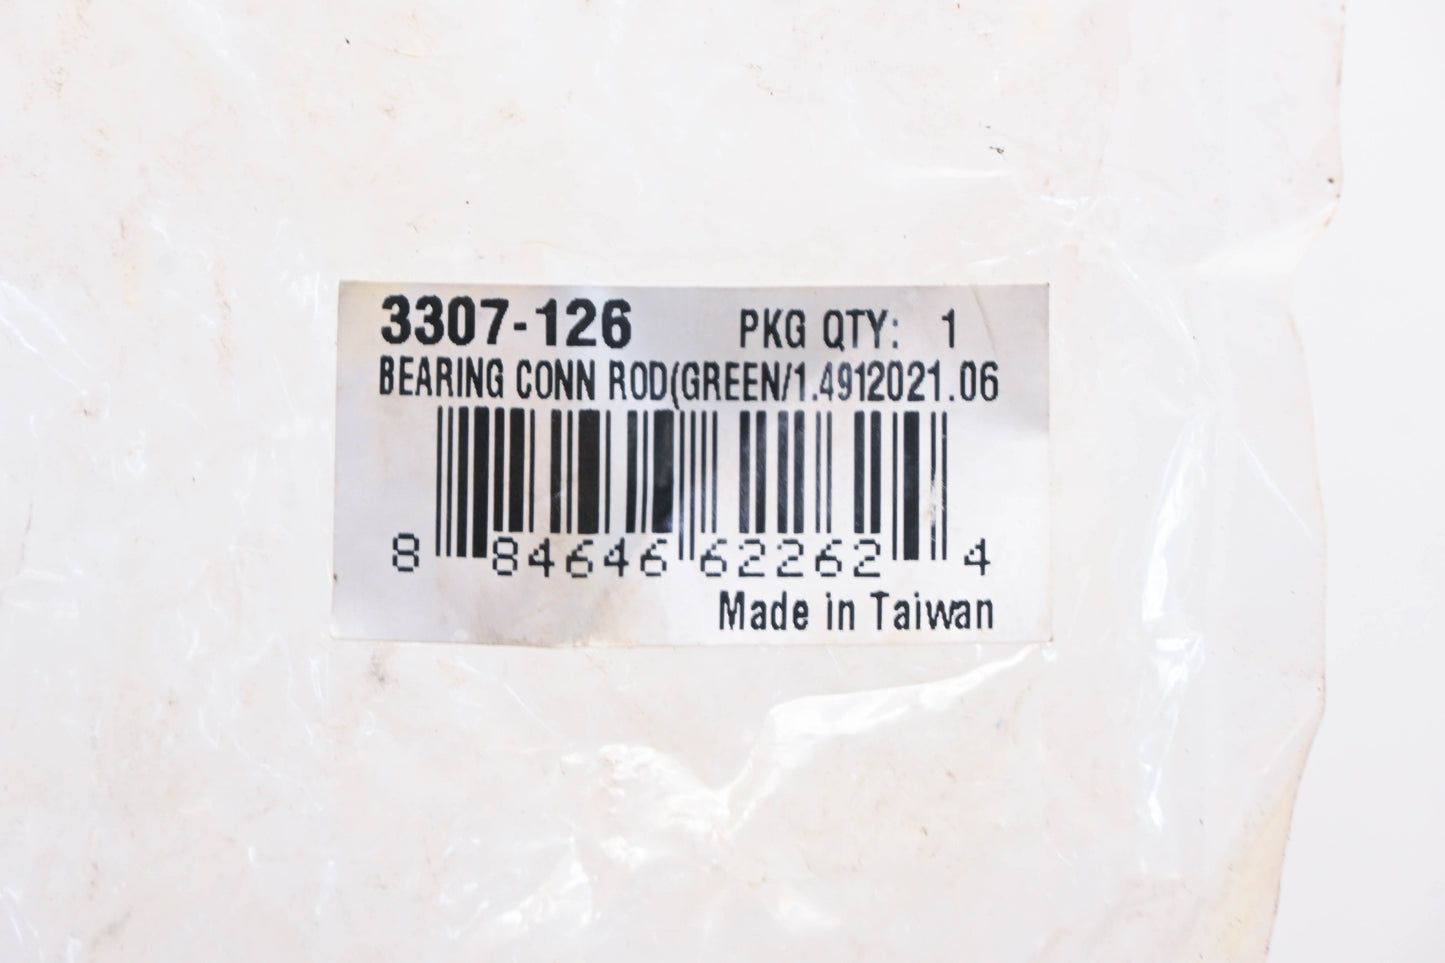 3307-126 PKG QTY: 1
BEARING CONN ROD(GREEN/1.4912021.06
8 84646 62262 4
Made in Taiwan